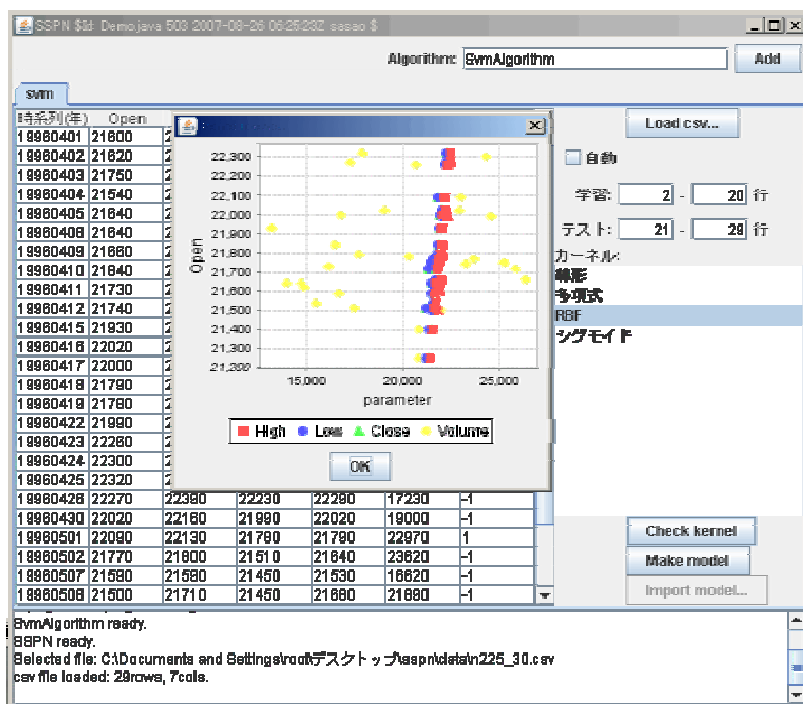 SSPN $Id: Demo.java 503 2007-08-26 06:25:23Z sasao $
Algorithm: SvmAlgorithm Add
svm
時系列(年) Open
19960401 21600
19960402 21620
19960403 21750
19960404 21540
19960405 21640
19960408 21640
19960409 21660
19960410 21640
19960411 21730
19960412 21740
19960415 21930
19960416 22020
19960417 22000
19960418 21790
19960419 21780
19960422 21990
19960423 22260
19960424 22300
19960425 22320
19960426 22270 22390 22230 22290 17230 -1
19960430 22020 22160 21990 22020 19000 -1
19960501 22090 22130 21790 21790 22970 1
19960502 21770 21800 21510 21640 23620 -1
19960507 21590 21590 21450 21530 16620 -1
19960508 21500 21710 21450 21680 21690 -1
22,300
22,200
22,100
22,000
21,900
21,800
21,700
21,600
21,500
21,400
21,300
21,200
Open
15,000 20,000 25,000
parameter
High Low Close Volume
OK
Load csv...
自動
学習: 2 - 20 行
テスト: 21 - 29 行
カーネル:
線形
多項式
RBF
シグモイド
Check kernel
Make model
Import model...
SvmAlgorithm ready.
SSPN ready.
Selected file: C:\Documents and Settings\root\デスクトップ\sspn\data\n225_30.csv
csv file loaded: 29rows, 7cols.